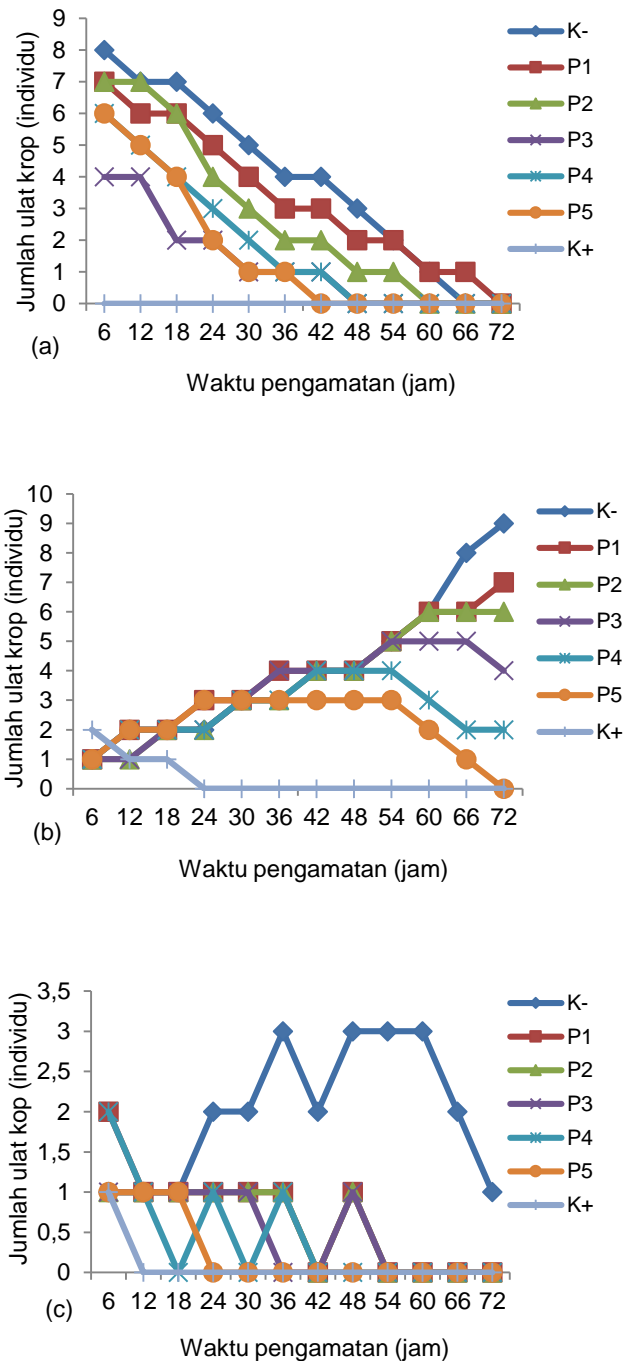 Jumlah ulat krop (individu)
9
8
7
6
5
4
3
2
1
0
6 12 18 24 30 36 42 48 54 60 66 72
Waktu pengamatan (jam)
(a)
K-
P1
P2
P3
P4
P5
K+
Jumlah ulat krop (individu)
10
9
8
7
6
5
4
3
2
1
0
6 12 18 24 30 36 42 48 54 60 66 72
Waktu pengamatan (jam)
(b)
K-
P1
P2
P3
P4
P5
K+
Jumlah ulat kop (individu)
3,5
3
2,5
2
1,5
1
0,5
0
6 12 18 24 30 36 42 48 54 60 66 72
Waktu pengamatan (jam)
(c)
K-
P1
P2
P3
P4
P5
K+